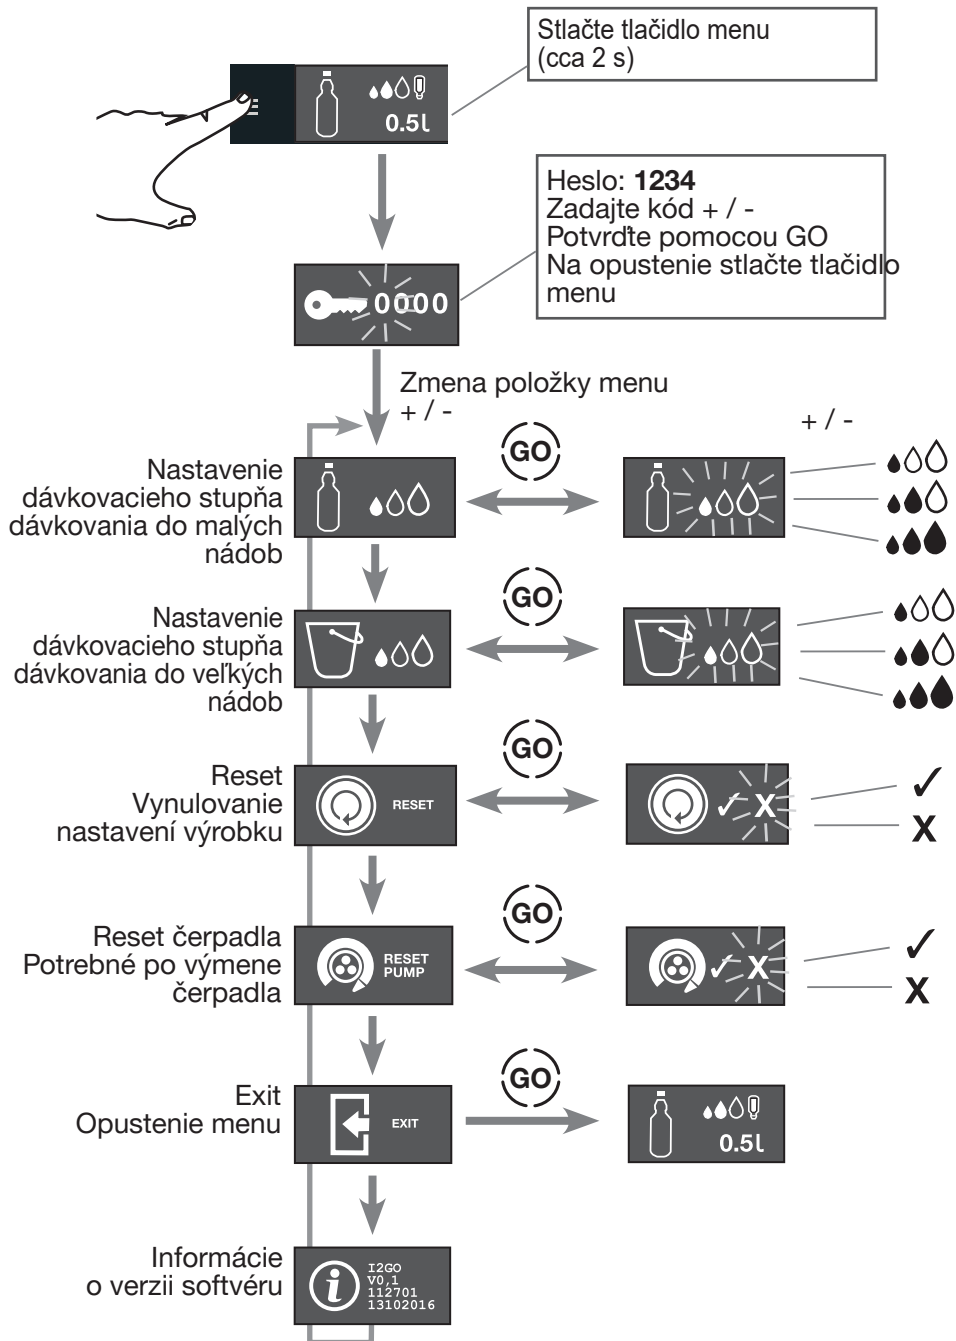 Stlačte tlačidlo menu
(cca 2 s)
0.5l
Heslo: 1234
Zadajte kód + / -
Potvrďte pomocou GO
Na opustenie stlačte tlačidlo
menu
0000
Zmena položky menu
+ / -
+ / -
Nastavenie
dávkovacieho stupňa
dávkovania do malých
nádob
GO
Nastavenie
dávkovacieho stupňa
dávkovania do veľkých
nádob
GO
Reset
Vynulovanie
nastavení výrobku
RESET
GO
✓ X
✓
X
Reset čerpadla
Potrebné po výmene
čerpadla
RESET
PUMP
GO
✓ X
✓
X
Exit
Opustenie menu
EXIT
GO
0.5l
Informácie
o verzii softvéru
i
I2GO
V0,1
112701
13102016